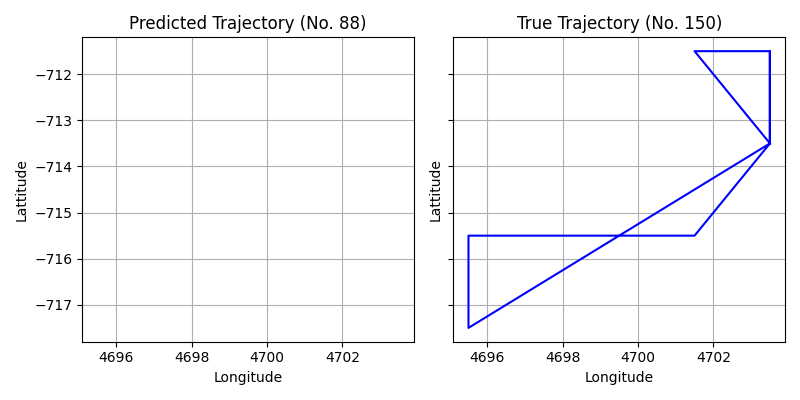 Predicted Trajectory (No. 88)
−712
−713
−714
−715
−716
−717
Lattitude
4696 4698 4700 4702
Longitude
True Trajectory (No. 150)
Lattitude
4696 4698 4700 4702
Longitude